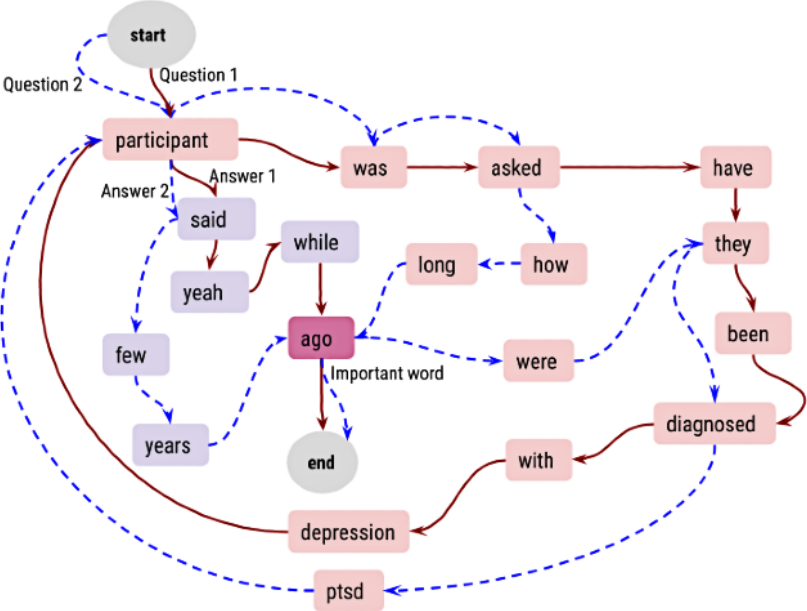 start
Question 2
Question 1
participant
was
asked
have
Answer 2
Answer 1
said
while
they
yeah
long
how
few
ago
been
were
Important word
years
diagnosed
end
with
depression
ptsd